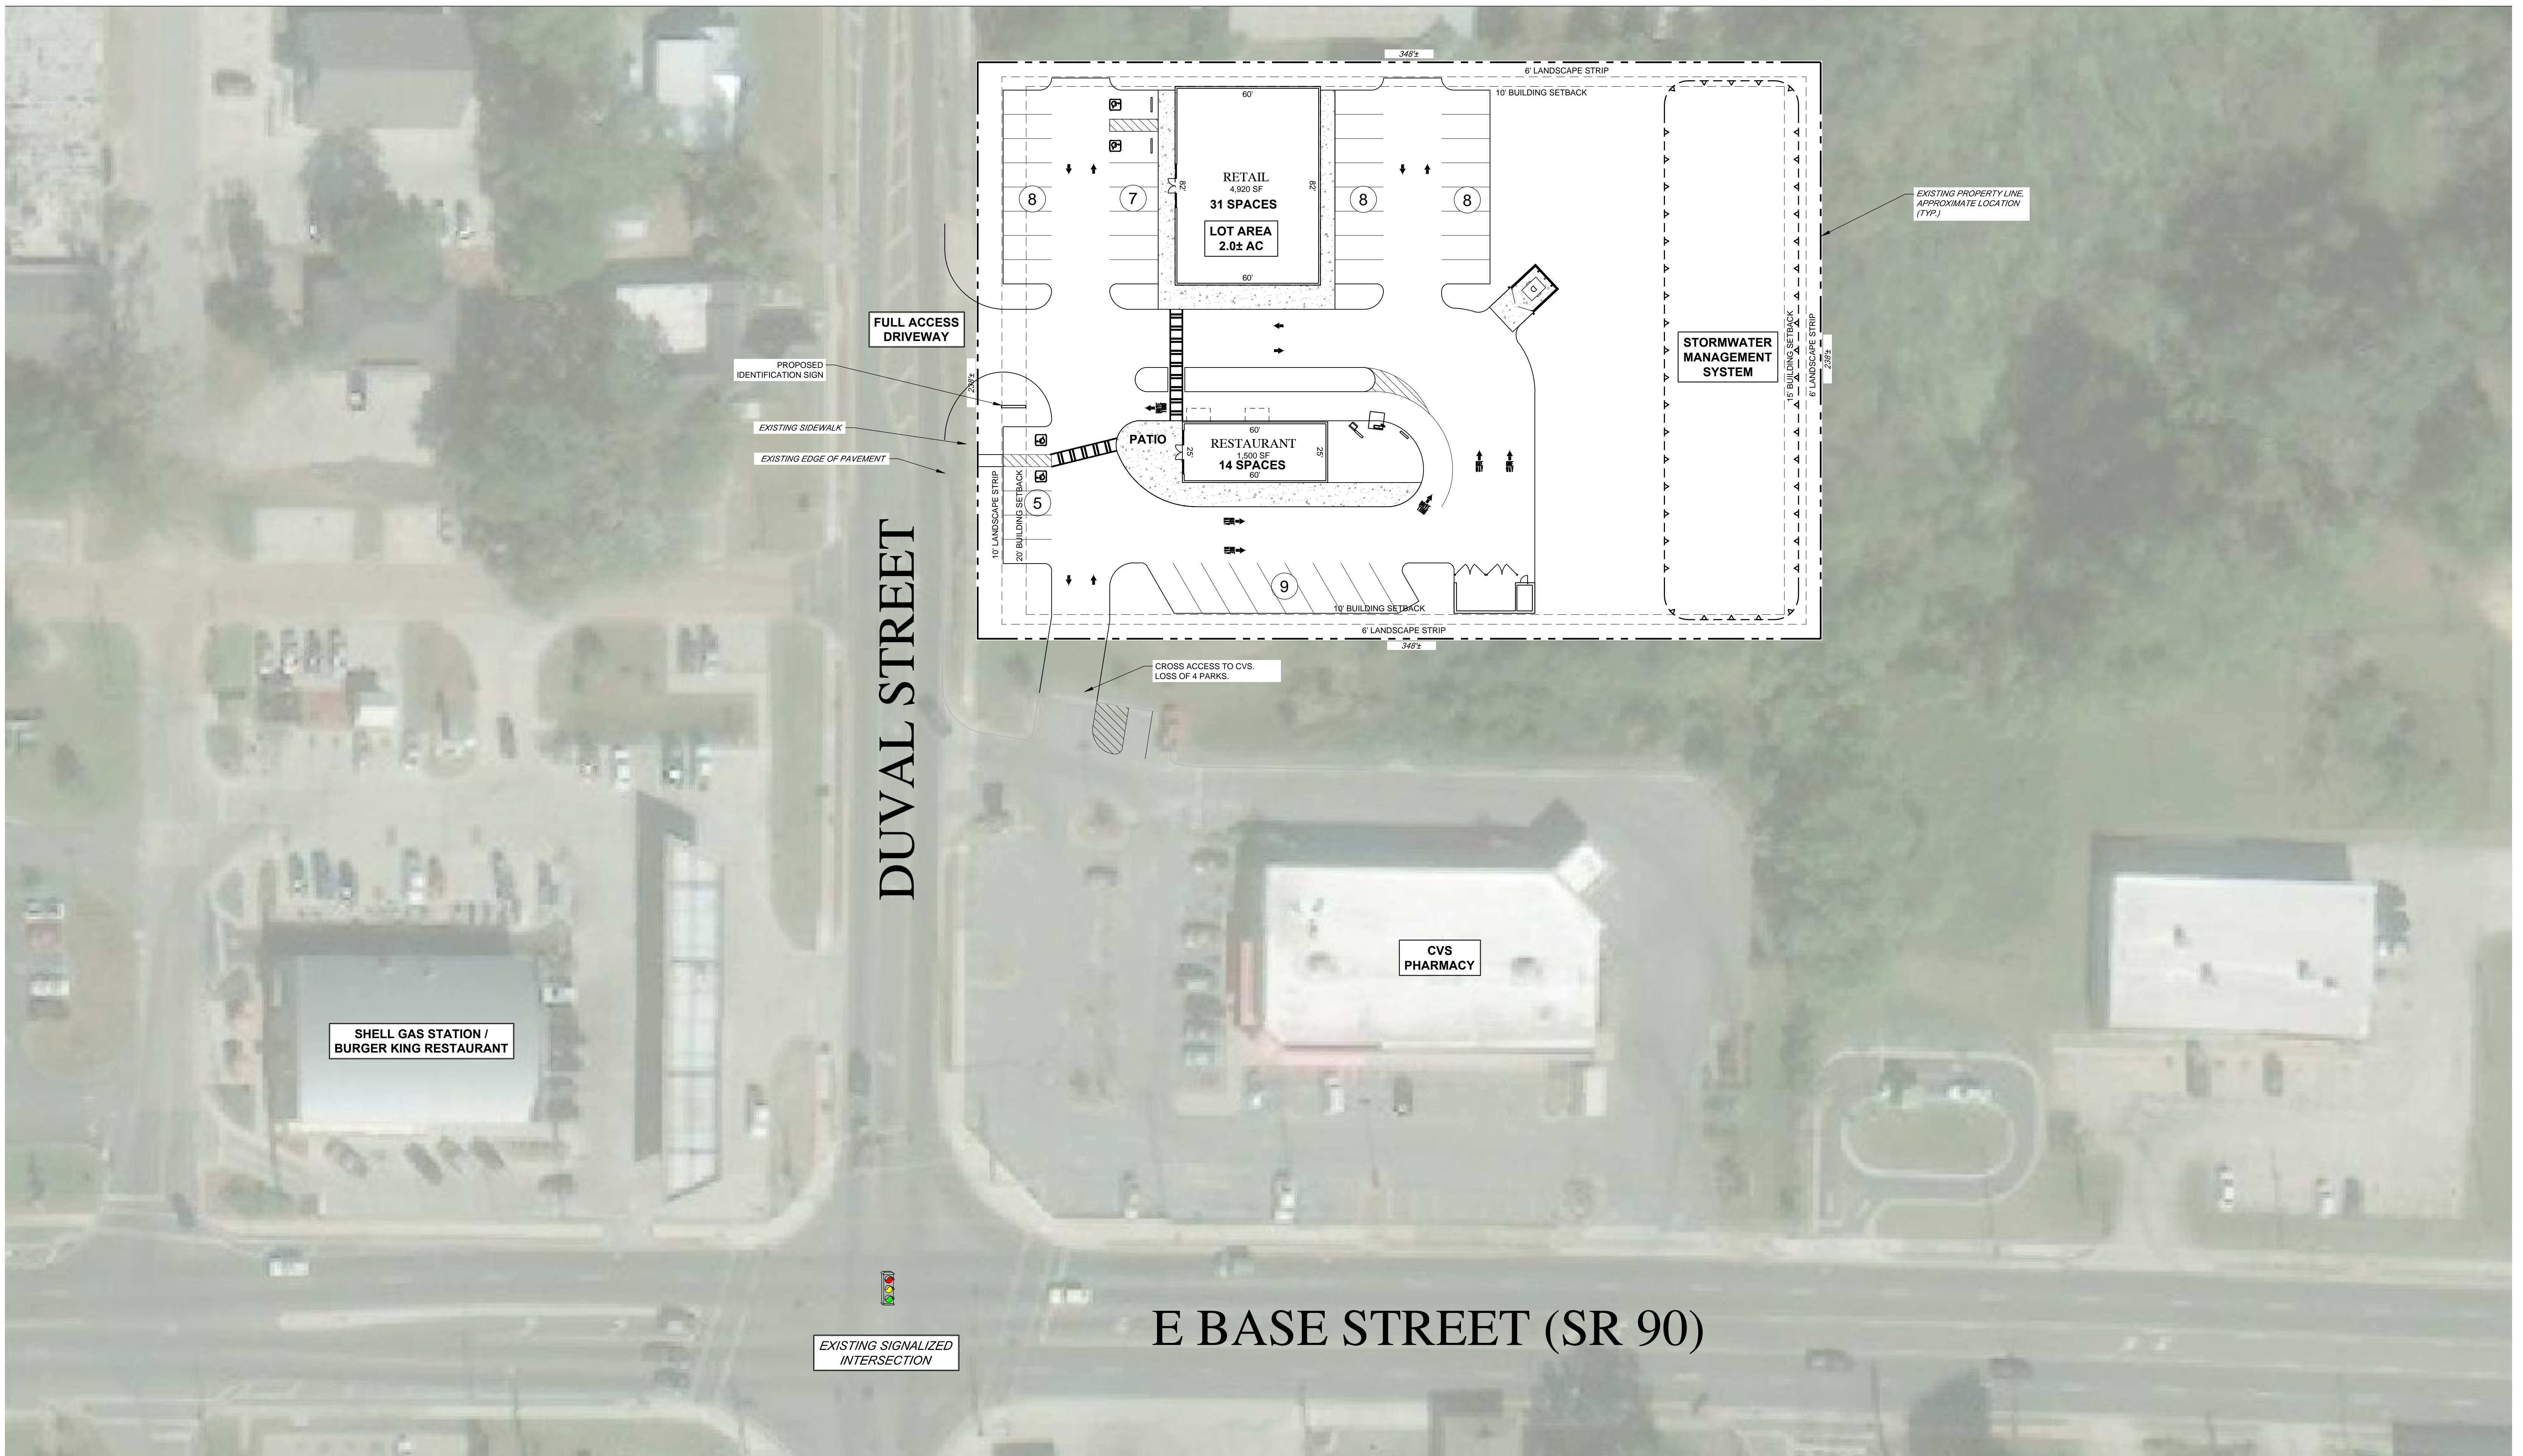 348'±
6' LANDSCAPE STRIP
10' BUILDING SETBACK
60'
RETAIL
4,920 SF
31 SPACES
82'
82'
LOT AREA
2.0± AC
60'
8
7
8
8
EXISTING PROPERTY LINE,
APPROXIMATE LOCATION
(TYP.)
FULL ACCESS
DRIVEWAY
PROPOSED
IDENTIFICATION SIGN
238'±
EXISTING SIDEWALK
EXISTING EDGE OF PAVEMENT
PATIO
60'
RESTAURANT
1,500 SF
14 SPACES
60'
25'
25'
D
STORMWATER
MANAGEMENT
SYSTEM
15' BUILDING SETBACK
6' LANDSCAPE STRIP
238'±
10' LANDSCAPE STRIP
20' BUILDING SETBACK
5
9
10' BUILDING SETBACK
6' LANDSCAPE STRIP
348'±
CROSS ACCESS TO CVS.
LOSS OF 4 PARKS.
DUVAL STREET
CVS
PHARMACY
SHELL GAS STATION /
BURGER KING RESTAURANT
E BASE STREET (SR 90)
EXISTING SIGNALIZED
INTERSECTION